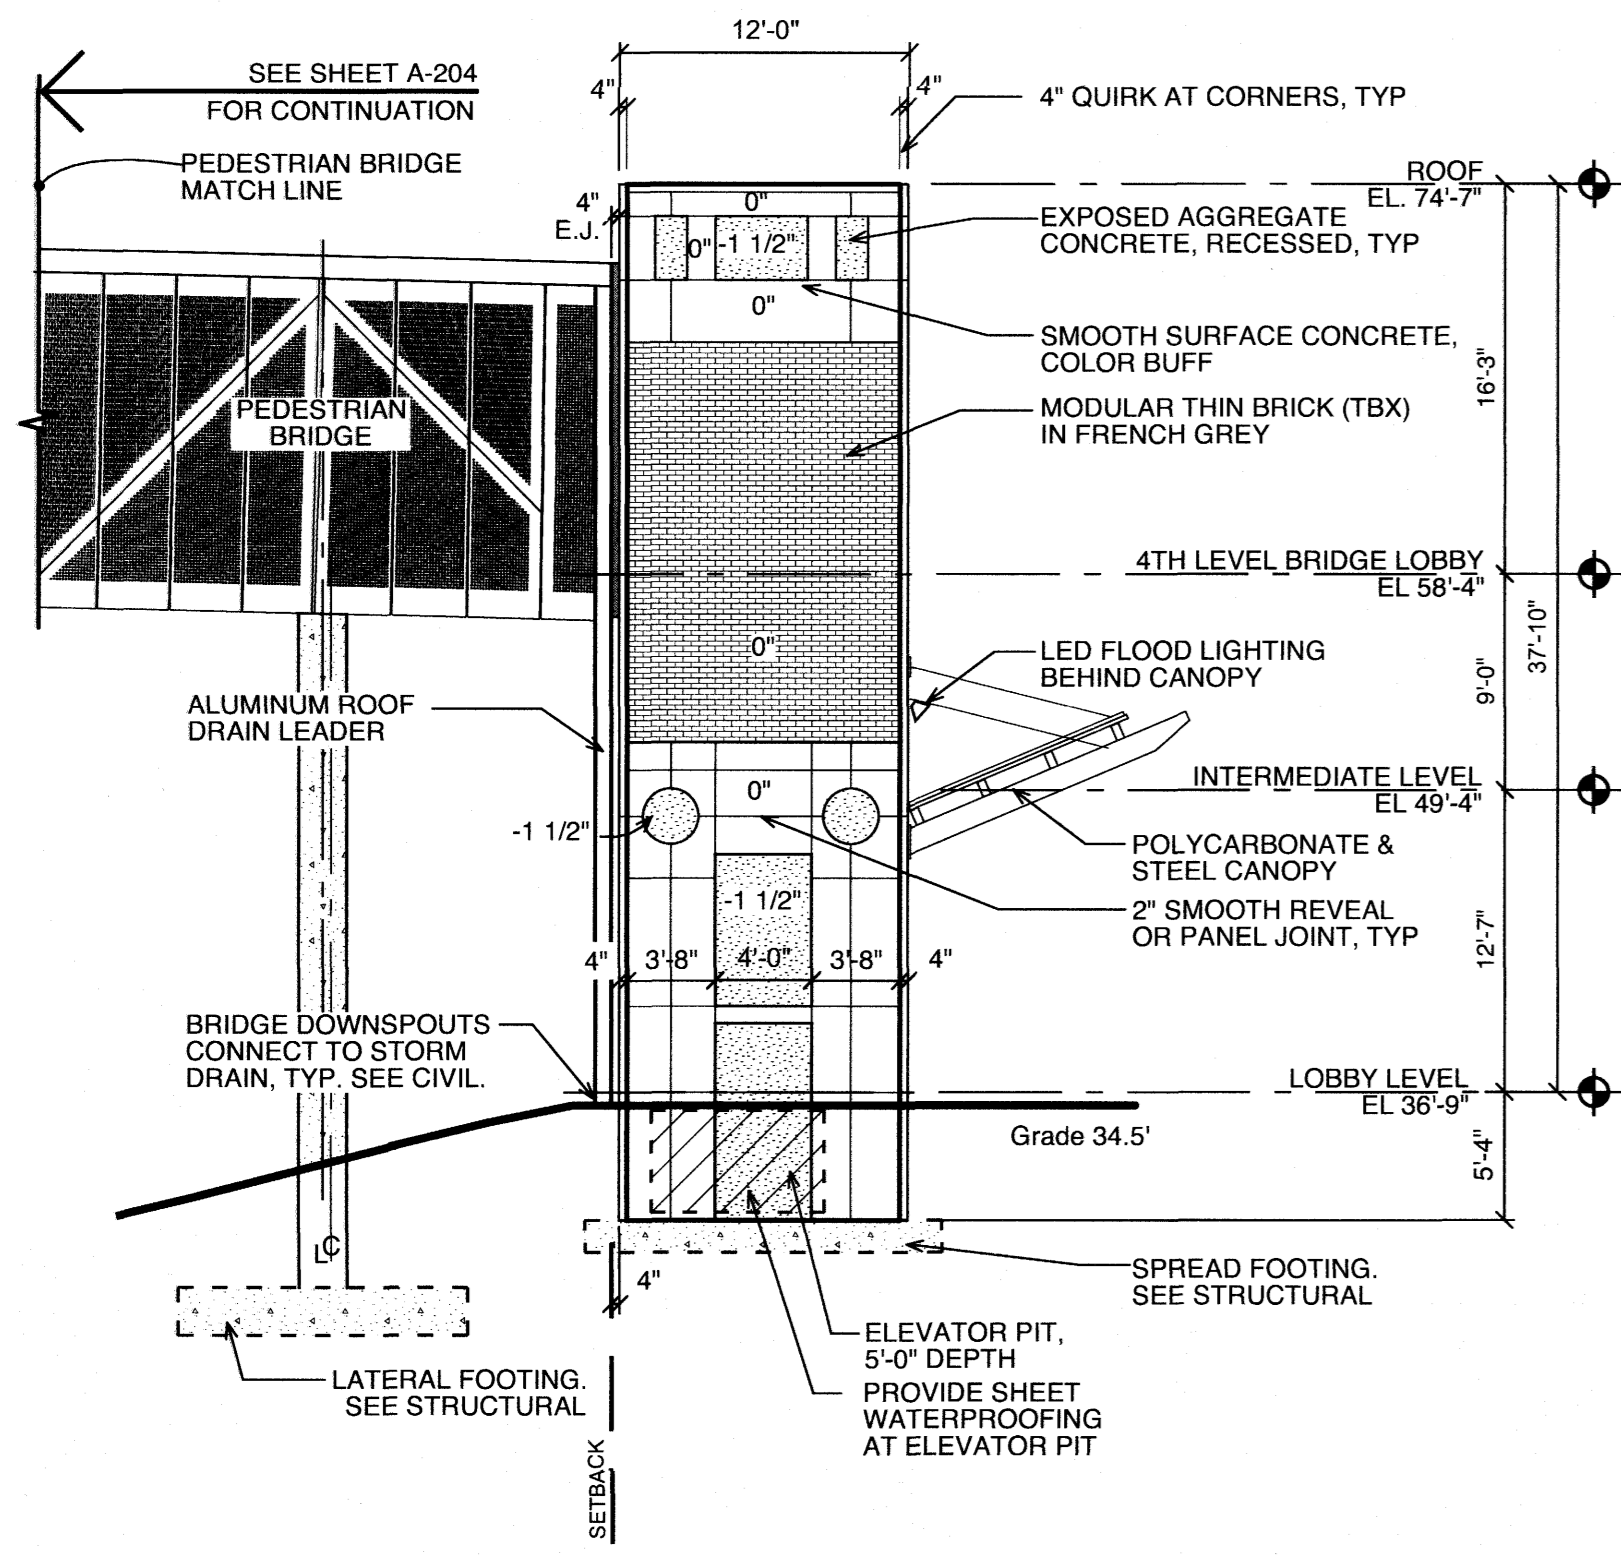 12'-0"
SEE SHEET A-204
FOR CONTINUATION
4"
4"
4" QUIRK AT CORNERS, TYP
PEDESTRIAN BRIDGE
MATCH LINE
ROOF
EL. 74'-7"
4"
E.J.
0"
0"
-1 1/2"
EXPOSED AGGREGATE
CONCRETE, RECESSED, TYP
0"
SMOOTH SURFACE CONCRETE,
COLOR BUFF
16'-3"
PEDESTRIAN
BRIDGE
MODULAR THIN BRICK (TBX)
IN FRENCH GREY
4TH LEVEL BRIDGE LOBBY
EL 58'-4"
37'-10"
0"
LED FLOOD LIGHTING
BEHIND CANOPY
9'-0"
ALUMINUM ROOF
DRAIN LEADER
INTERMEDIATE LEVEL
EL 49'-4"
0"
-1 1/2"
POLYCARBONATE &
STEEL CANOPY
-1 1/2"
2" SMOOTH REVEAL
OR PANEL JOINT, TYP
12'-7"
4"
3'-8"
4'-0"
3'-8"
4"
BRIDGE DOWNSPOUTS
CONNECT TO STORM
DRAIN, TYP. SEE CIVIL.
LOBBY LEVEL
EL 36'-9"
Grade 34.5'
5'-4"
CL
4"
SPREAD FOOTING.
SEE STRUCTURAL
ELEVATOR PIT,
5'-0" DEPTH
LATERAL FOOTING.
SEE STRUCTURAL
PROVIDE SHEET
WATERPROOFING
AT ELEVATOR PIT
SETBACK